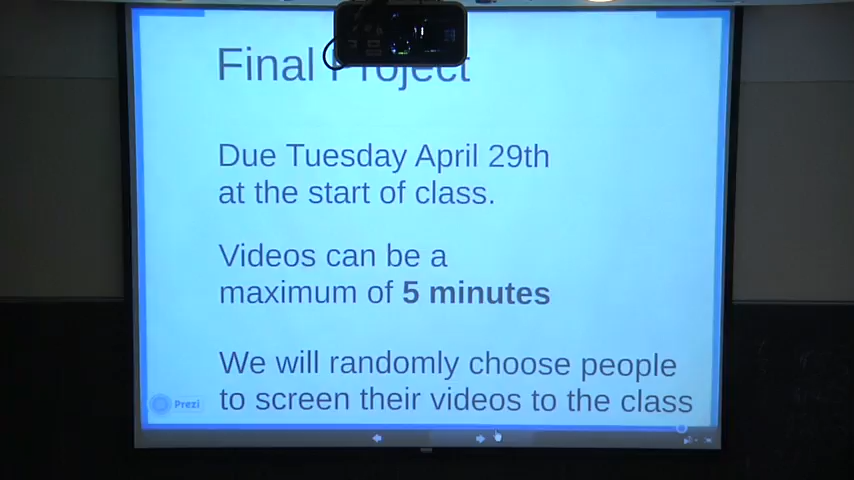 Final Project
Due Tuesday April 29th
at the start of class.
Videos can be a
maximum of 5 minutes
We will randomly choose people
to screen their videos to the class
Prezi